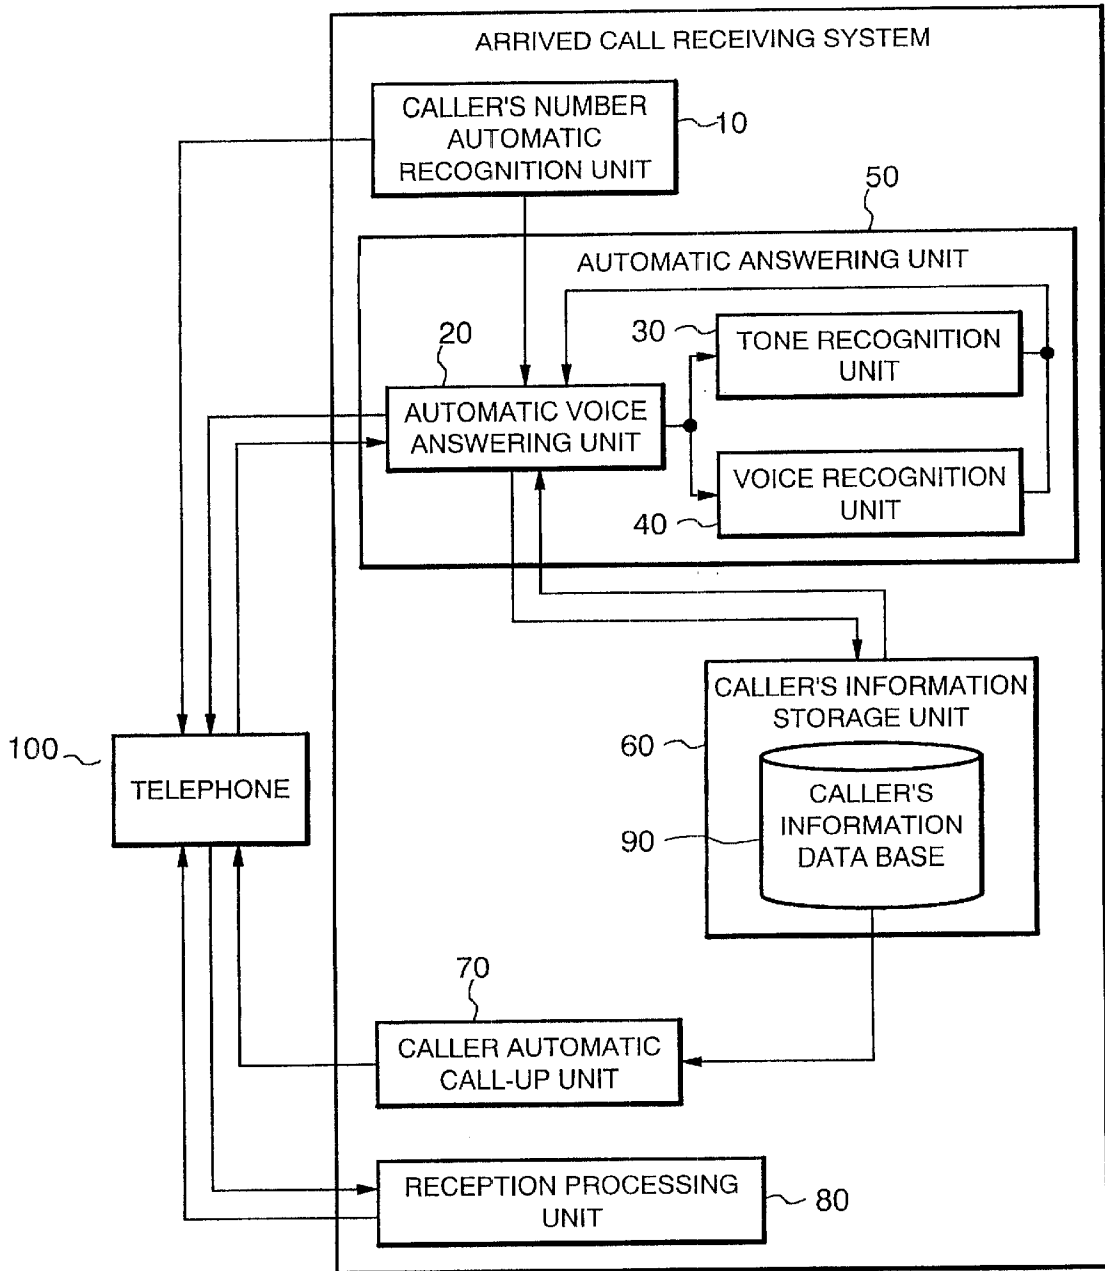 ARRIVED CALL RECEIVING SYSTEM
CALLER'S NUMBER
AUTOMATIC
RECOGNITION UNIT
10
50
AUTOMATIC ANSWERING UNIT
20
AUTOMATIC VOICE
ANSWERING UNIT
30
TONE RECOGNITION
UNIT
VOICE RECOGNITION
UNIT
40
CALLER'S INFORMATION
STORAGE UNIT
60
CALLER'S
INFORMATION
DATA BASE
90
100
TELEPHONE
70
CALLER AUTOMATIC
CALL-UP UNIT
RECEPTION PROCESSING
UNIT
80